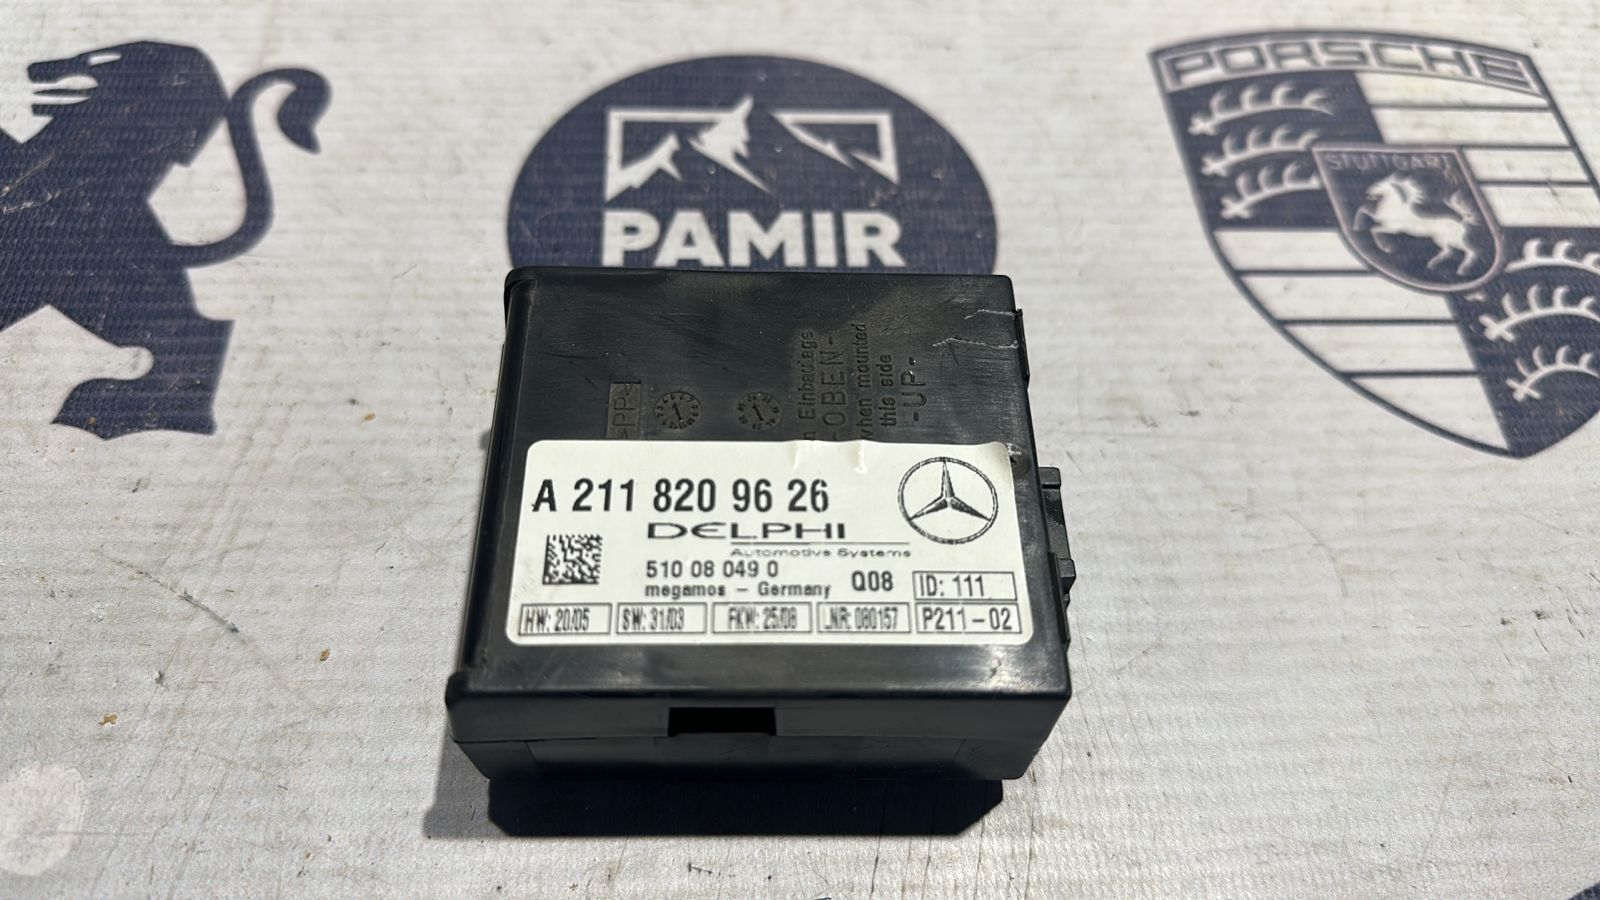 PORSCHE
STUTTGART
PAMIR
>PP<
Einbaulage
-OBEN-
when mounted
this side
-UP-
A 211 820 96 26
DELPHI
Automotive Systems
510 08 049 0
megamos - Germany
Q08
ID: 111
HW: 20/05
SW: 31/03
FKW: 25/08
LNR: 080157
P211-02